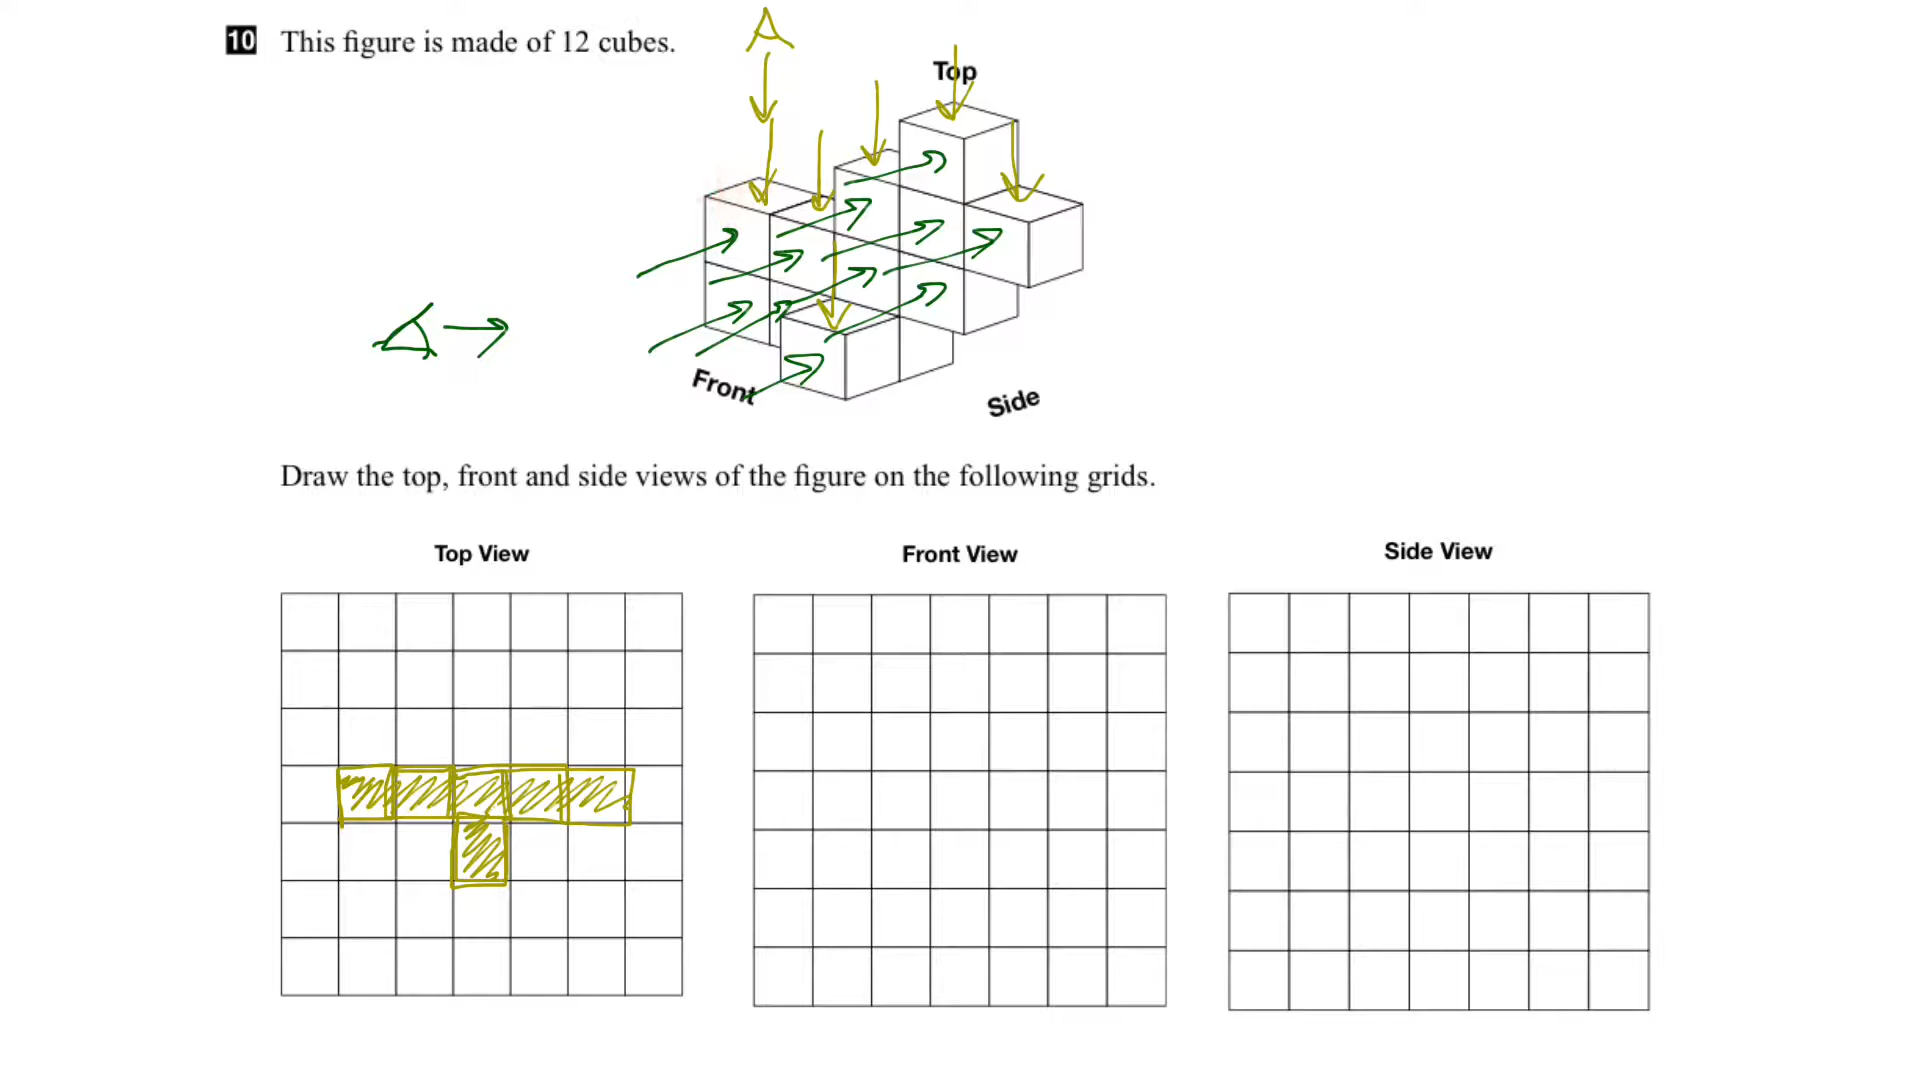 10 This figure is made of 12 cubes.
Top
Front
Side
Draw the top, front and side views of the figure on the following grids.
Top View
Front View
Side View